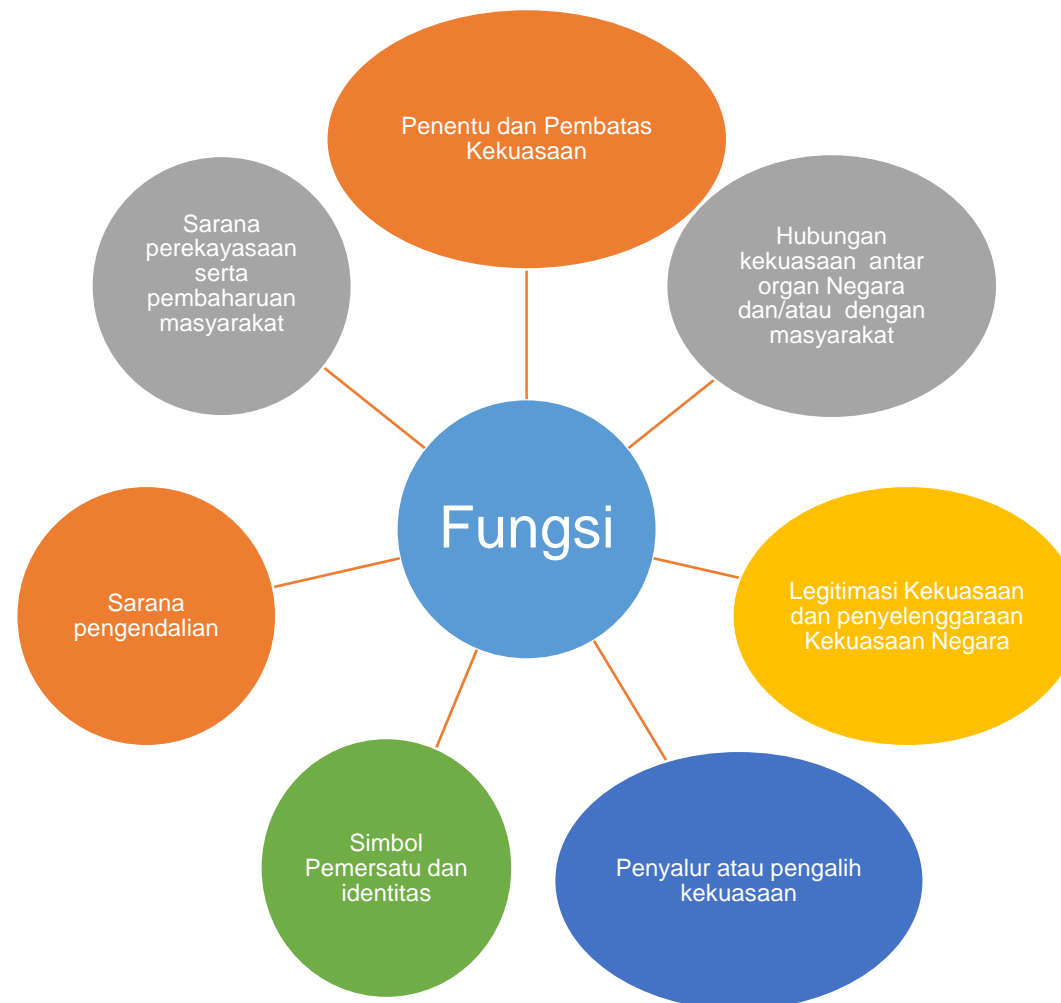 Penentu dan Pembatas
Kekuasaan
Sarana
perekayasaan
serta
pembaharuan
masyarakat
Hubungan
kekuasaan antar
organ Negara
dan/atau dengan
masyarakat
Fungsi
Sarana
pengendalian
Legitimasi Kekuasaan
dan penyelenggaraan
Kekuasaan Negara
Simbol
Pemersatu dan
identitas
Penyalur atau pengalih
kekuasaan